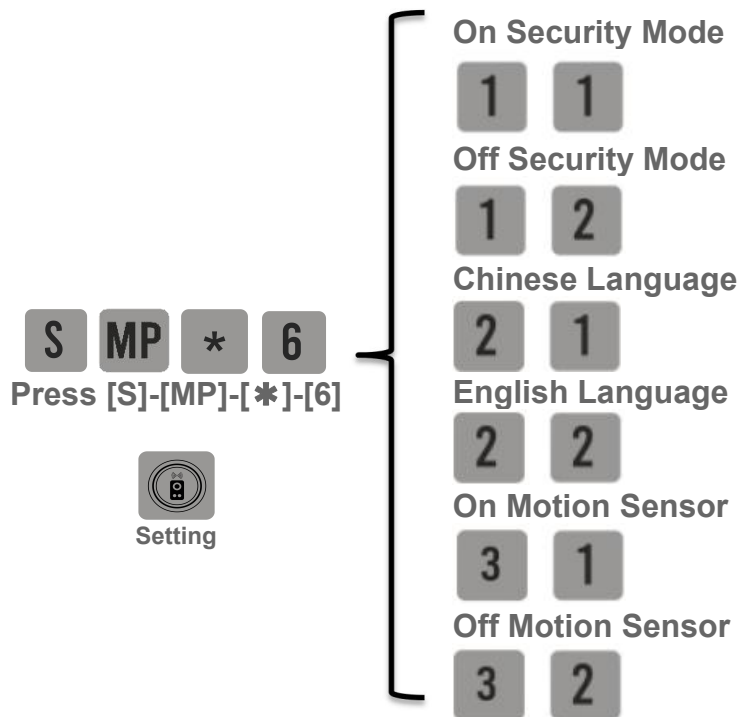 On Security Mode
1 1
Off Security Mode
1 2
Chinese Language
2 1
S MP * 6
Press [S]-[MP]-[✱]-[6]
Setting
English Language
2 2
On Motion Sensor
3 1
Off Motion Sensor
3 2